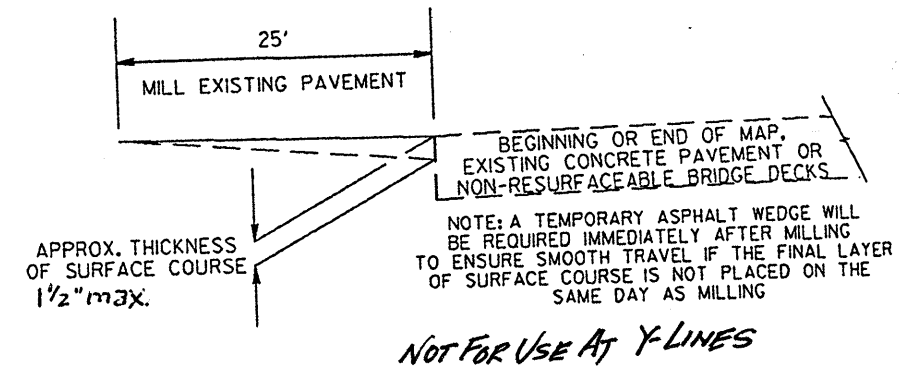 25'
MILL EXISTING PAVEMENT
BEGINNING OR END OF MAP.
EXISTING CONCRETE PAVEMENT OR
NON-RESURFACEABLE BRIDGE DECKS
NOTE: A TEMPORARY ASPHALT WEDGE WILL
BE REQUIRED IMMEDIATELY AFTER MILLING
TO ENSURE SMOOTH TRAVEL IF THE FINAL LAYER
OF SURFACE COURSE IS NOT PLACED ON THE
SAME DAY AS MILLING
APPROX. THICKNESS
OF SURFACE COURSE
1 1/2" max.
NOT FOR USE AT Y-LINES